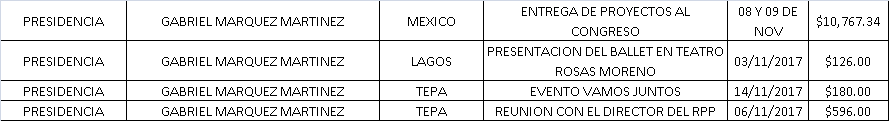 PRESIDENCIA GABRIEL MARQUEZ MARTINEZ MEXICO ENTREGA DE PROYECTOS AL CONGRESO 08 Y 09 DE NOV $10,767.34
PRESIDENCIA GABRIEL MARQUEZ MARTINEZ LAGOS PRESENTACION DEL BALLET EN TEATRO ROSAS MORENO 03/11/2017 $126.00
PRESIDENCIA GABRIEL MARQUEZ MARTINEZ TEPA EVENTO VAMOS JUNTOS 14/11/2017 $180.00
PRESIDENCIA GABRIEL MARQUEZ MARTINEZ TEPA REUNION CON EL DIRECTOR DEL RPP 06/11/2017 $596.00